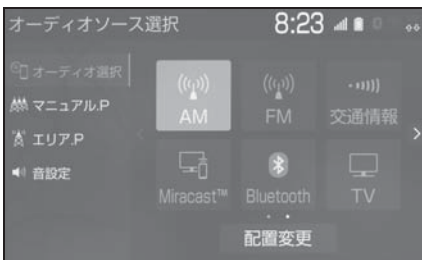 オーディオソース選択 8:23
オーディオ選択
マニュアル.P
エリア.P
音設定
AM FM 交通情報
Miracast™ Bluetooth TV
配置変更